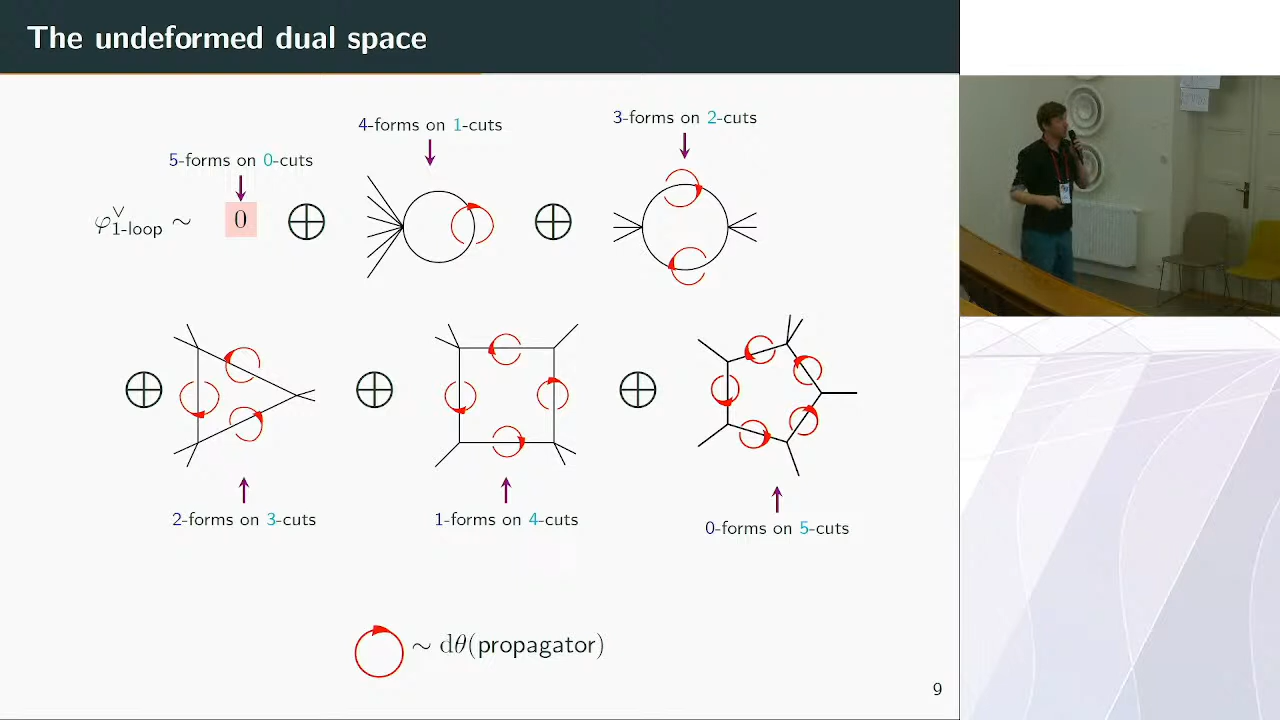 The undeformed dual space
4-forms on 1-cuts
3-forms on 2-cuts
5-forms on 0-cuts
φ^∨_{1-loop} ∼ 0 ⊕ ⊕
⊕ ⊕ ⊕
2-forms on 3-cuts
1-forms on 4-cuts
0-forms on 5-cuts
∼ dθ(propagator)
9